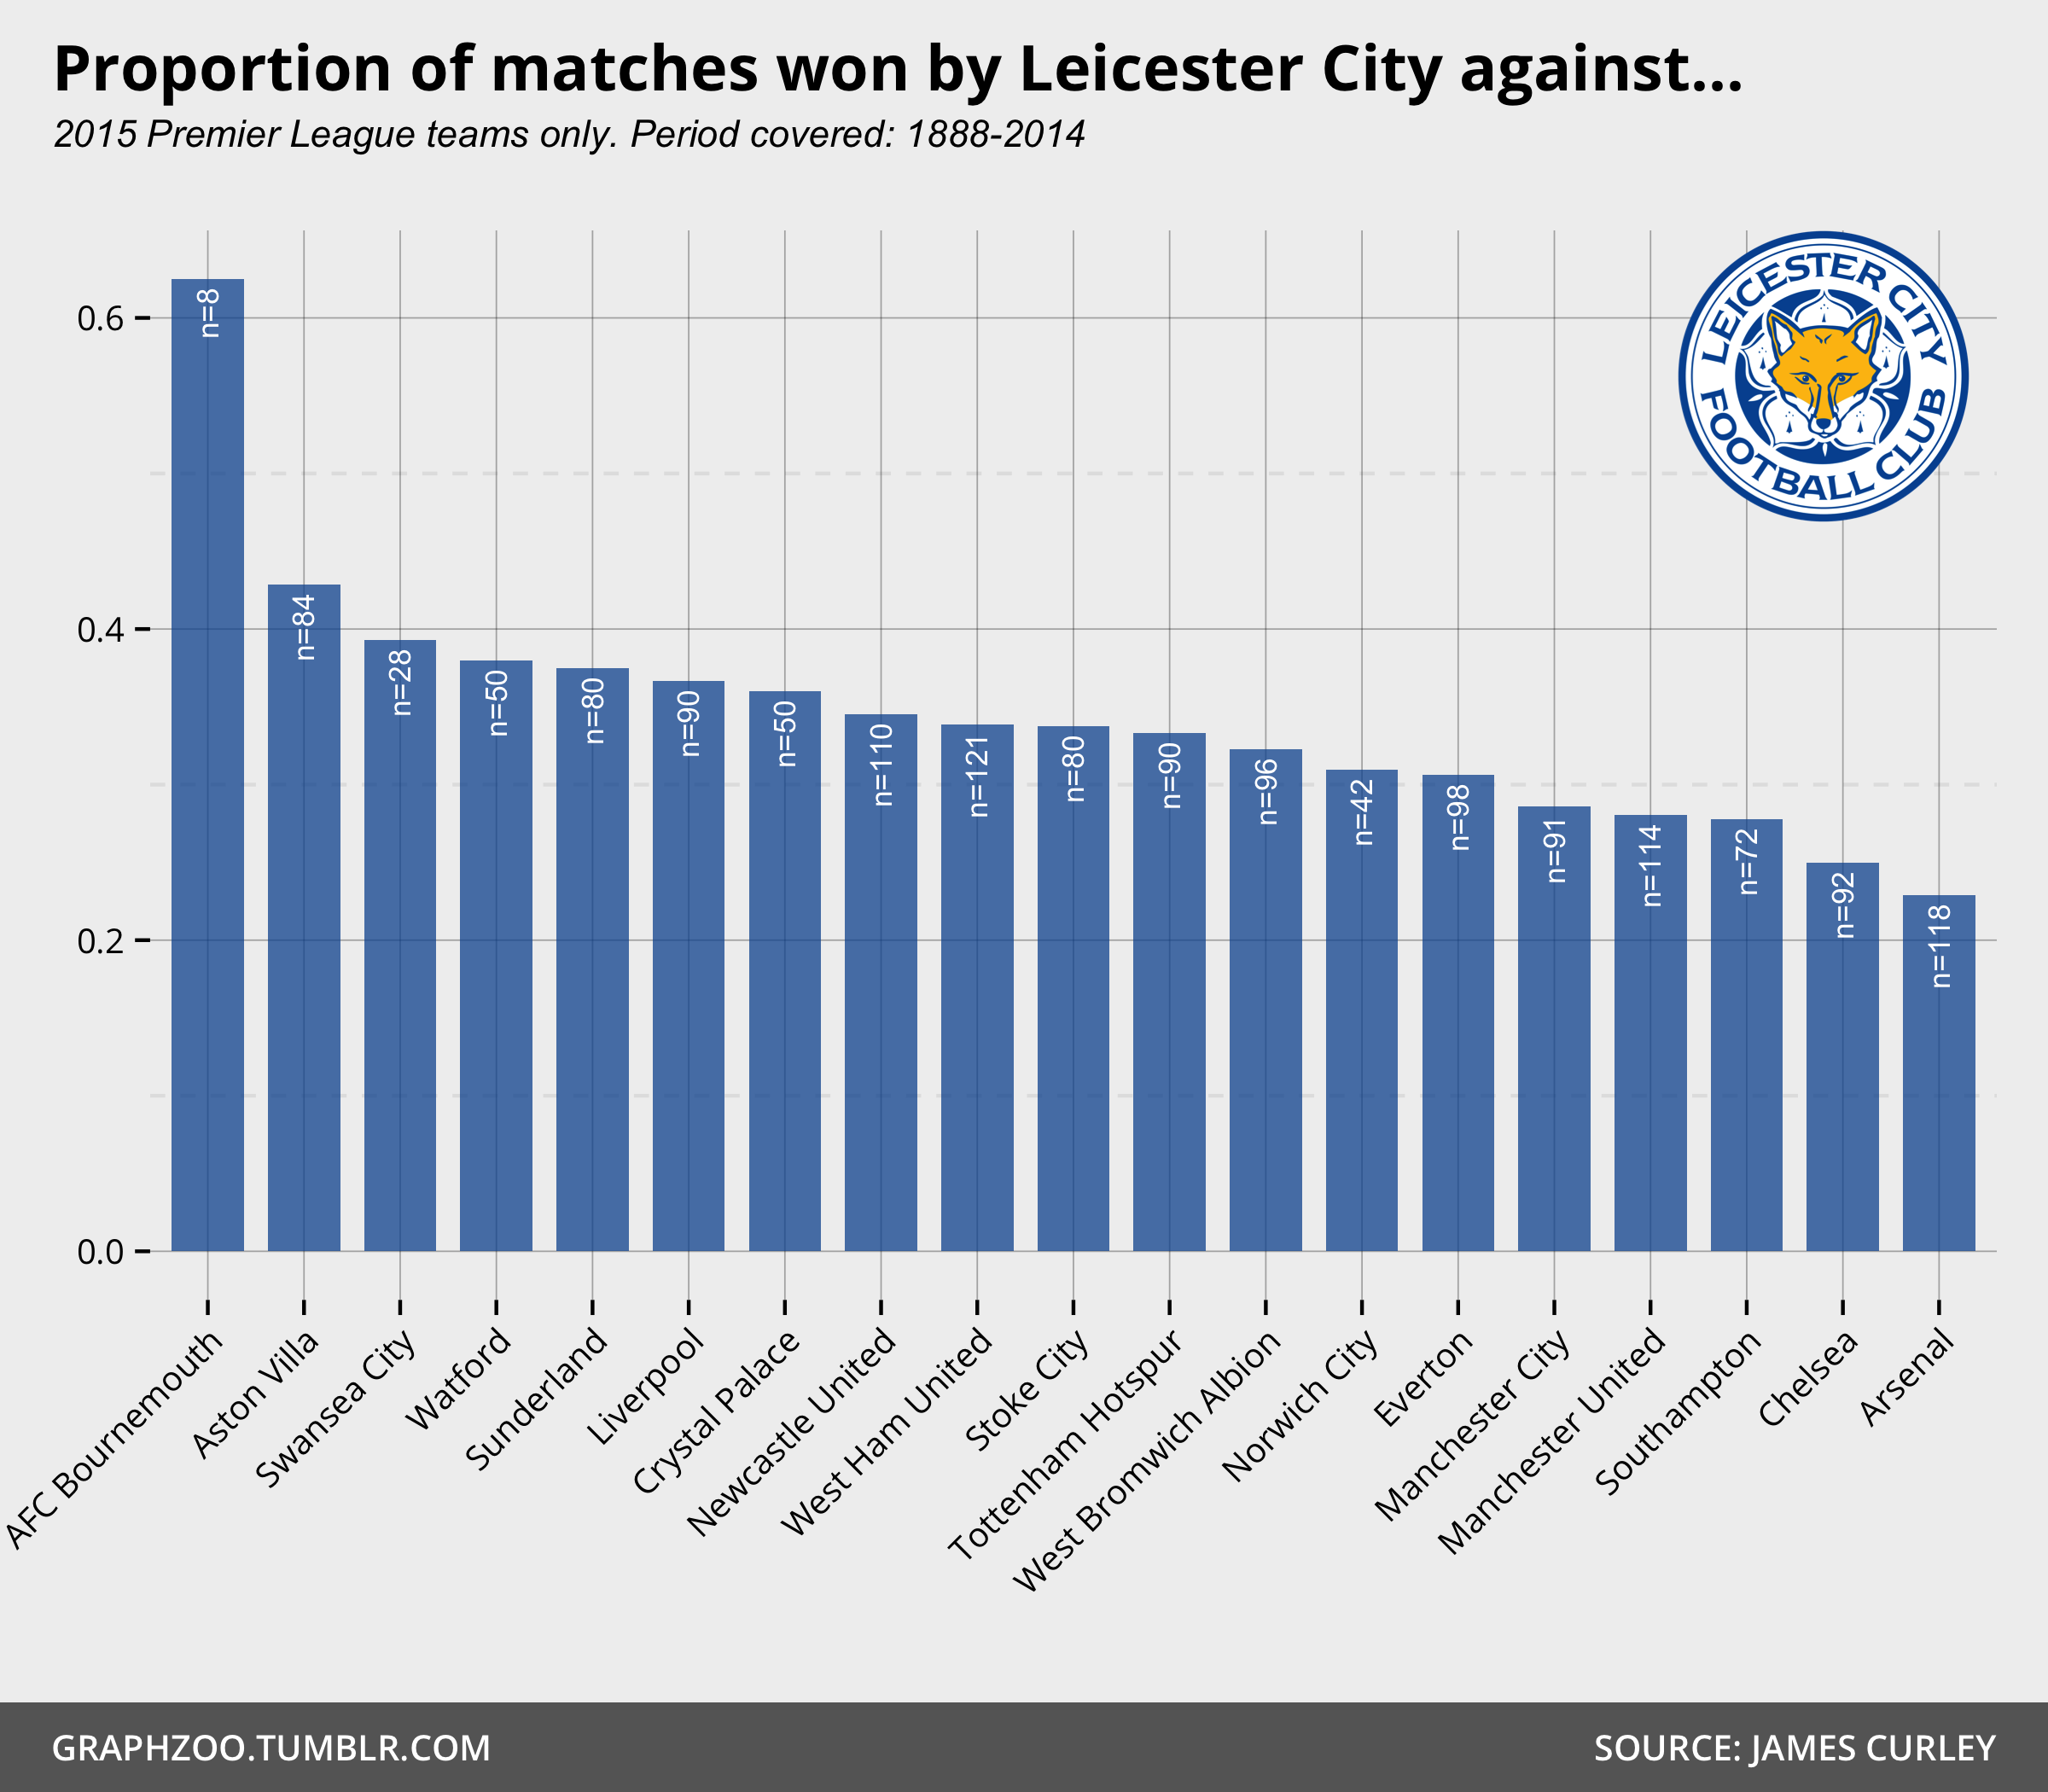 Proportion of matches won by Leicester City against...
2015 Premier League teams only. Period covered: 1888-2014
LEICESTER CITY
FOOTBALL CLUB
0.6
0.4
0.2
0.0
n=8
n=84
n=28
n=50
n=80
n=90
n=50
n=110
n=121
n=80
n=90
n=96
n=42
n=98
n=91
n=114
n=72
n=92
n=118
AFC Bournemouth
Aston Villa
Swansea City
Watford
Sunderland
Liverpool
Crystal Palace
Newcastle United
West Ham United
Stoke City
Tottenham Hotspur
West Bromwich Albion
Norwich City
Everton
Manchester City
Manchester United
Southampton
Chelsea
Arsenal
GRAPHZOO.TUMBLR.COM
SOURCE: JAMES CURLEY